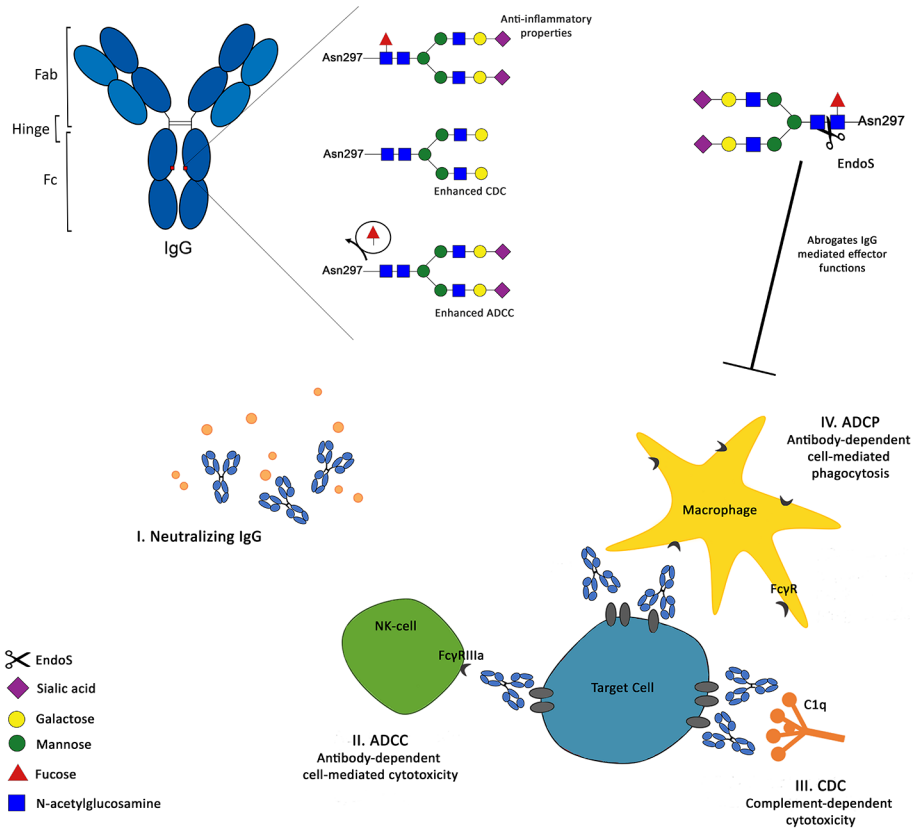 Anti-inflammatory
properties
Asn297
Fab
Hinge
Fc
IgG
Asn297
Enhanced CDC
Asn297
Enhanced ADCC
Asn297
EndoS
Abrogates IgG
mediated effector
functions
I. Neutralizing IgG
IV. ADCP
Antibody-dependent
cell-mediated
phagocytosis
Macrophage
FcγR
NK-cell
FcγRIIIa
Target Cell
C1q
II. ADCC
Antibody-dependent
cell-mediated cytotoxicity
III. CDC
Complement-dependent
cytotoxicity
EndoS
Sialic acid
Galactose
Mannose
Fucose
N-acetylglucosamine